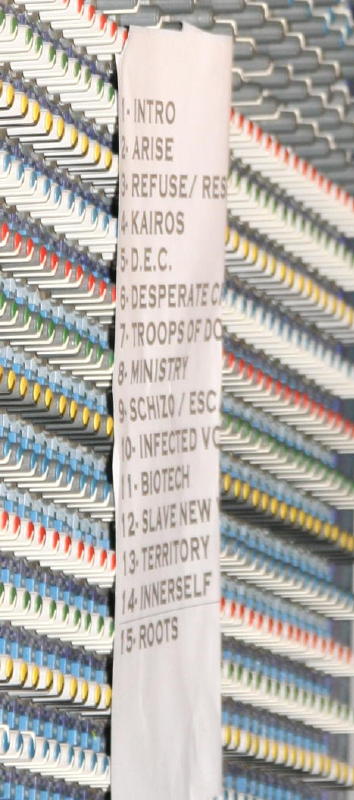 1- INTRO
2- ARISE
3- REFUSE/ RES
4- KAIROS
5- D.E.C.
6- DESPERATE C
7- TROOPS OF DO
8- MINISTRY
9- SCHIZO / ESC
10- INFECTED VO
11- BIOTECH
12- SLAVE NEW
13- TERRITORY
14- INNERSELF
15- ROOTS